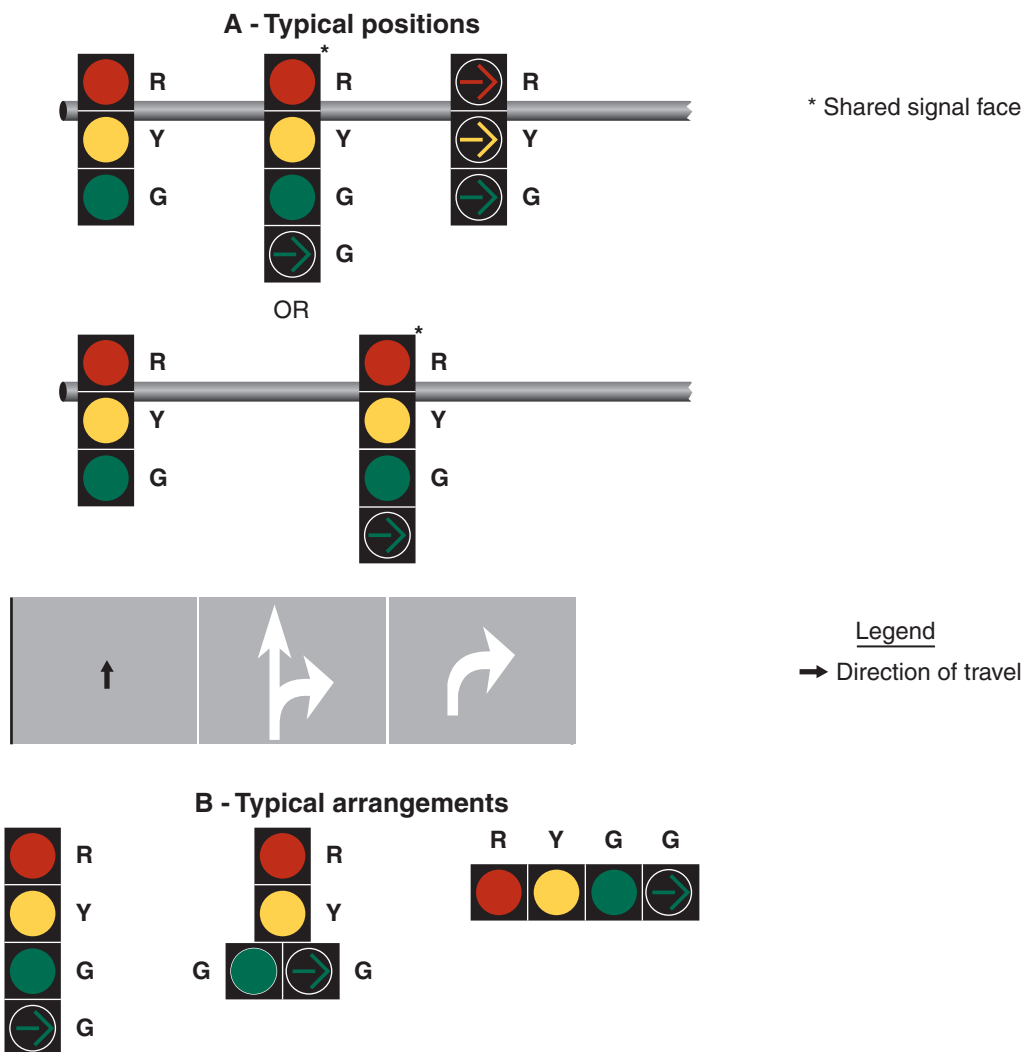 A - Typical positions
*
R R R
* Shared signal face
Y Y Y
G G G
G
OR
*
R R
Y Y
G G
Legend
Direction of travel
B - Typical arrangements
R R R Y G G
Y Y
G G G
G